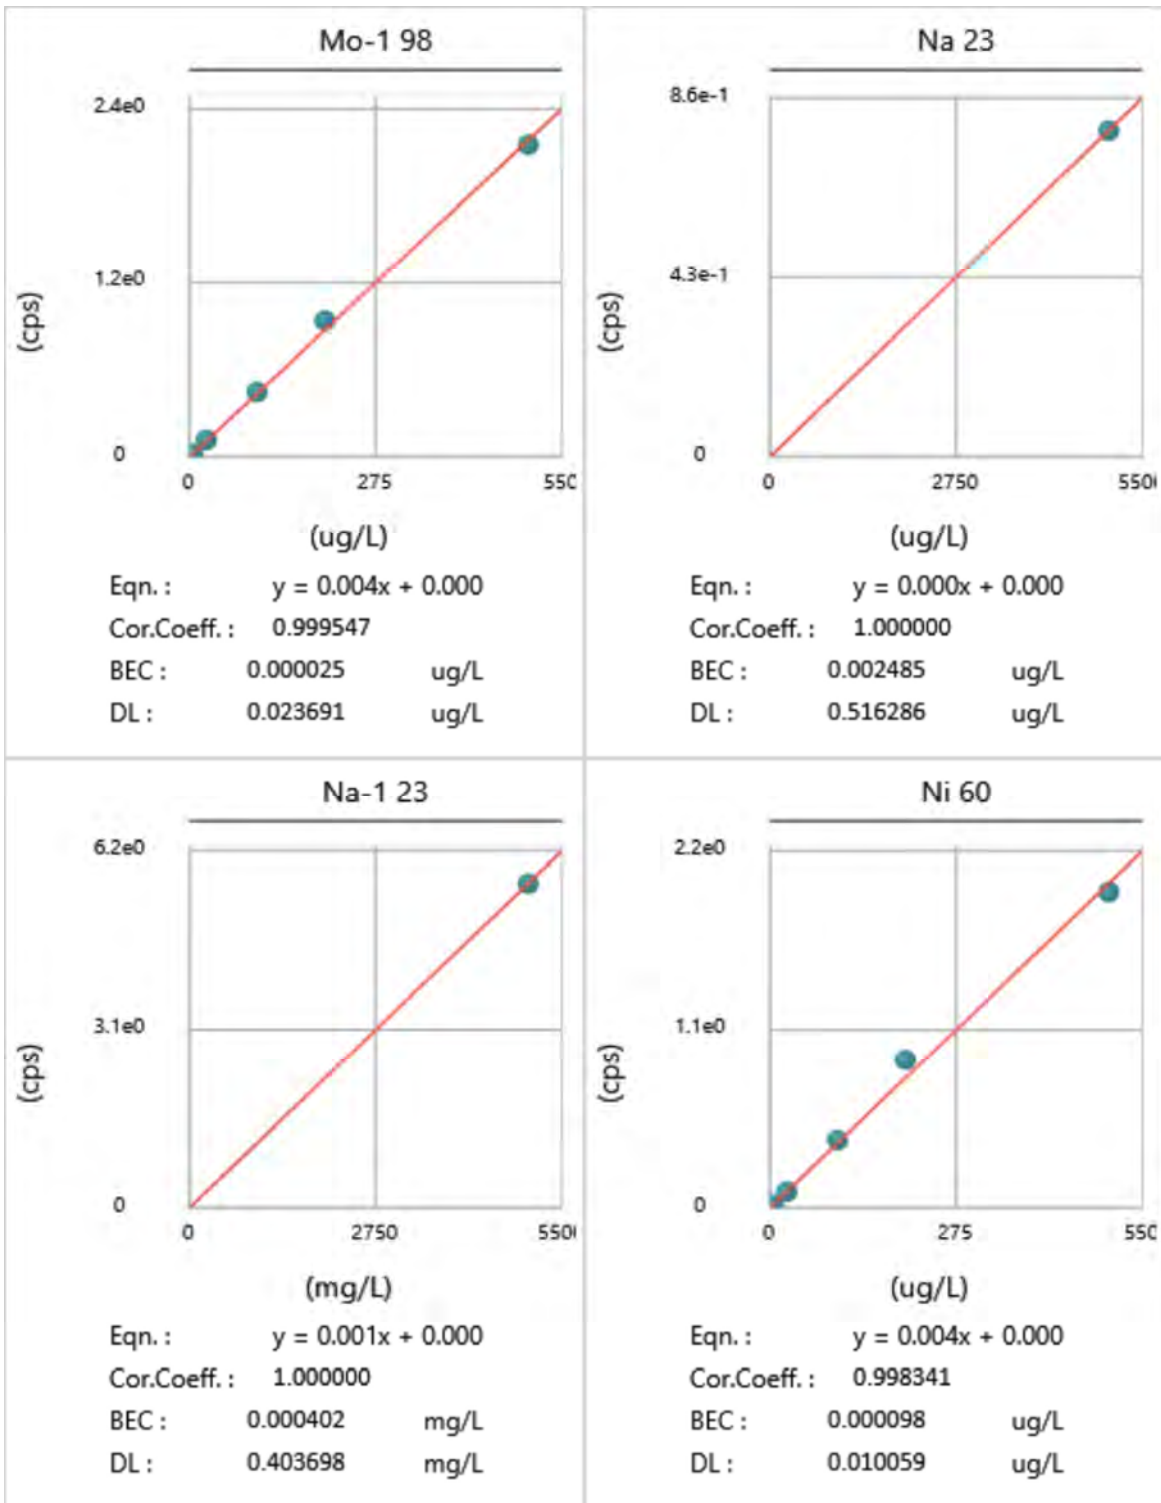 Mo-1 98
2.4e0
1.2e0
(cps)
0
0 275 550
(ug/L)
Eqn. : y = 0.004x + 0.000
Cor.Coeff. : 0.999547
BEC : 0.000025 ug/L
DL : 0.023691 ug/L
Na 23
8.6e-1
4.3e-1
(cps)
0
0 2750 550
(ug/L)
Eqn. : y = 0.000x + 0.000
Cor.Coeff. : 1.000000
BEC : 0.002485 ug/L
DL : 0.516286 ug/L
Na-1 23
6.2e0
3.1e0
(cps)
0
0 2750 550
(mg/L)
Eqn. : y = 0.001x + 0.000
Cor.Coeff. : 1.000000
BEC : 0.000402 mg/L
DL : 0.403698 mg/L
Ni 60
2.2e0
1.1e0
(cps)
0
0 275 550
(ug/L)
Eqn. : y = 0.004x + 0.000
Cor.Coeff. : 0.998341
BEC : 0.000098 ug/L
DL : 0.010059 ug/L